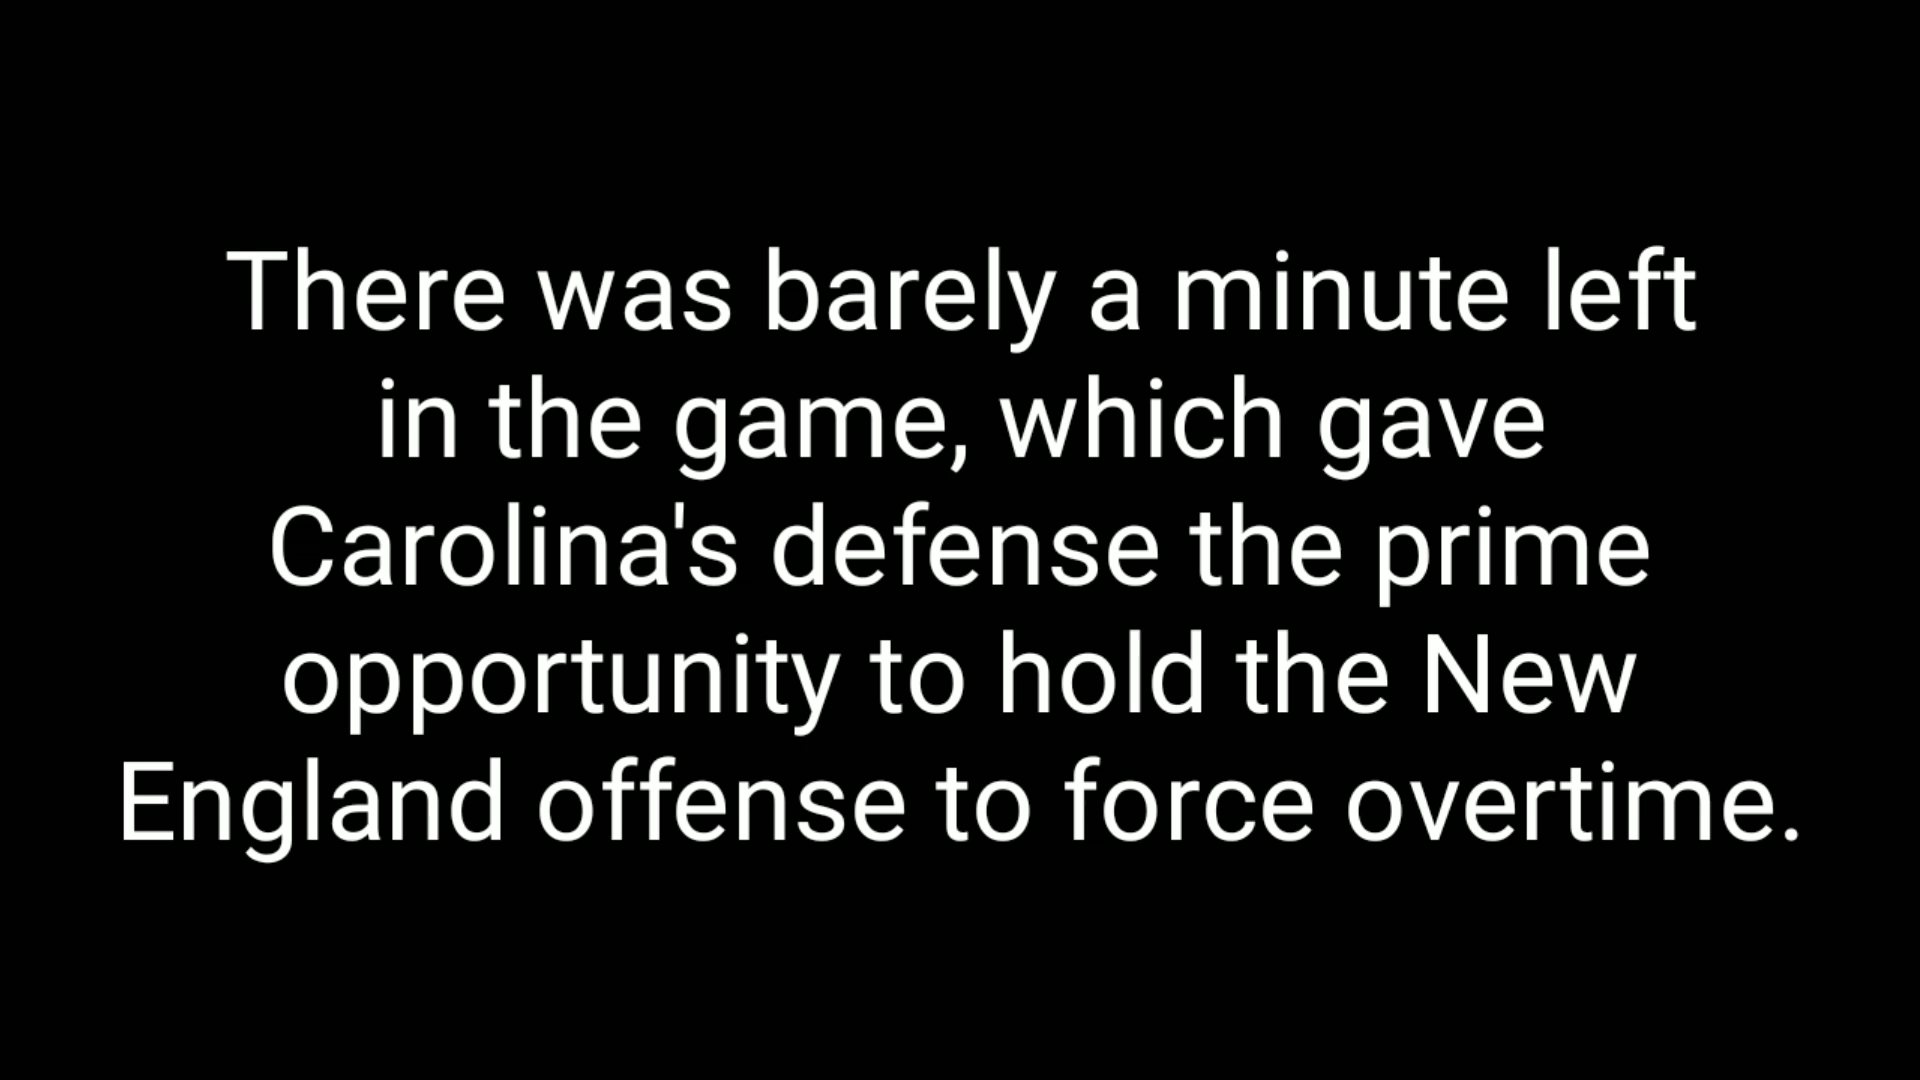 There was barely a minute left
in the game, which gave
Carolina's defense the prime
opportunity to hold the New
England offense to force overtime.